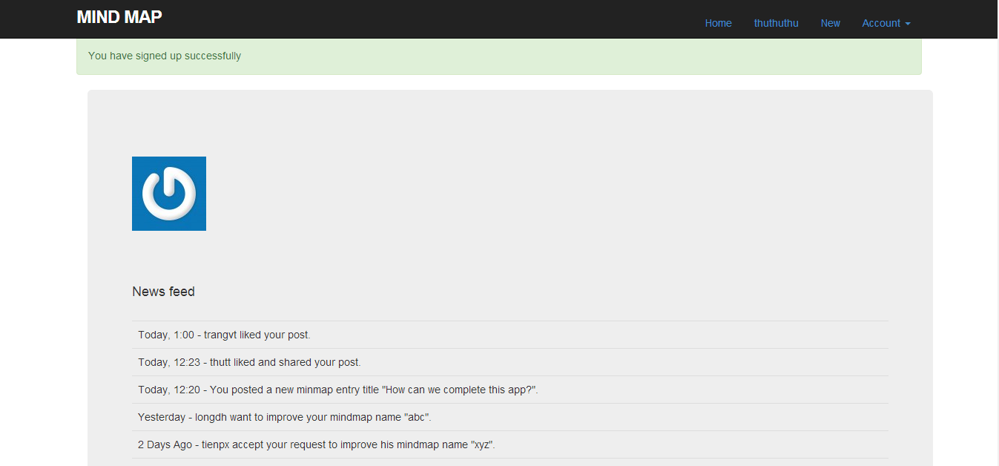 MIND MAP
Home thuthuthu New Account
You have signed up successfully
News feed
Today, 1:00 - trangvt liked your post.
Today, 12:23 - thutt liked and shared your post.
Today, 12:20 - You posted a new minmap entry title "How can we complete this app?".
Yesterday - longdh want to improve your mindmap name "abc".
2 Days Ago - tienpx accept your request to improve his mindmap name "xyz".